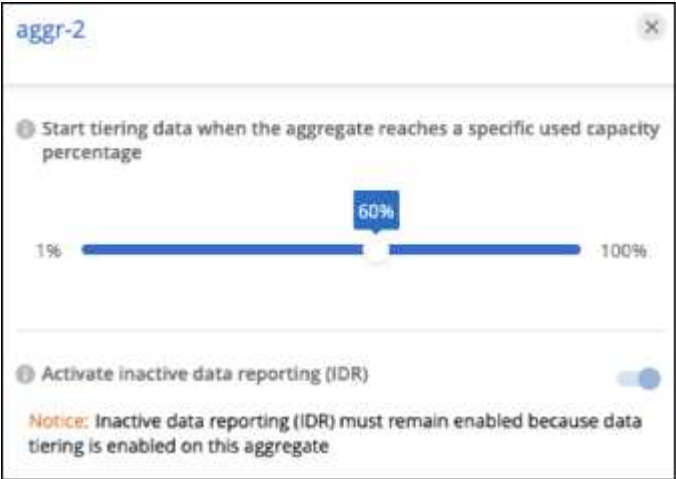 aggr-2
Start tiering data when the aggregate reaches a specific used capacity
percentage
60%
1%
100%
Activate inactive data reporting (IDR)
Notice: Inactive data reporting (IDR) must remain enabled because data
tiering is enabled on this aggregate